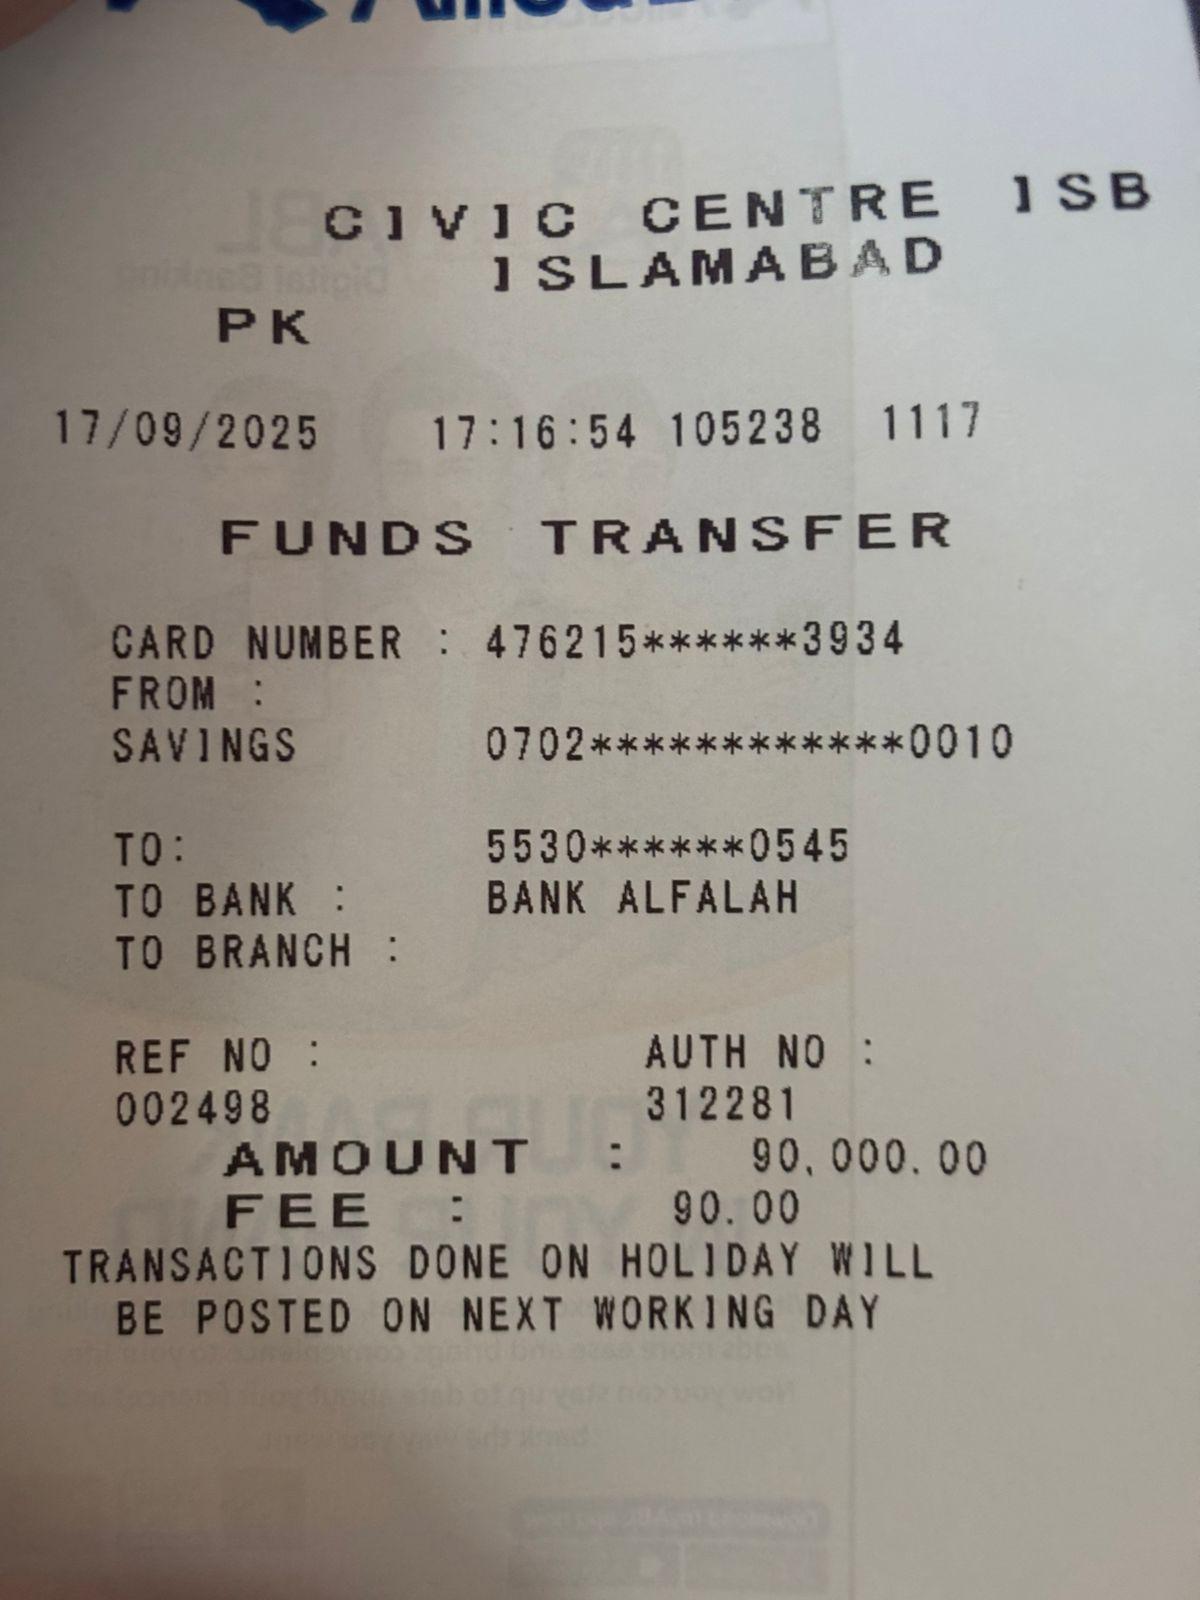 CIVIC CENTRE ISB
ISLAMABAD
PK
17/09/2025 17:16:54 105238 1117
FUNDS TRANSFER
CARD NUMBER : 476215******3934
FROM :
SAVINGS 0702************0010
TO: 5530******0545
TO BANK : BANK ALFALAH
TO BRANCH :
REF NO : AUTH NO :
002498 312281
AMOUNT : 90,000.00
FEE : 90.00
TRANSACTIONS DONE ON HOLIDAY WILL
BE POSTED ON NEXT WORKING DAY